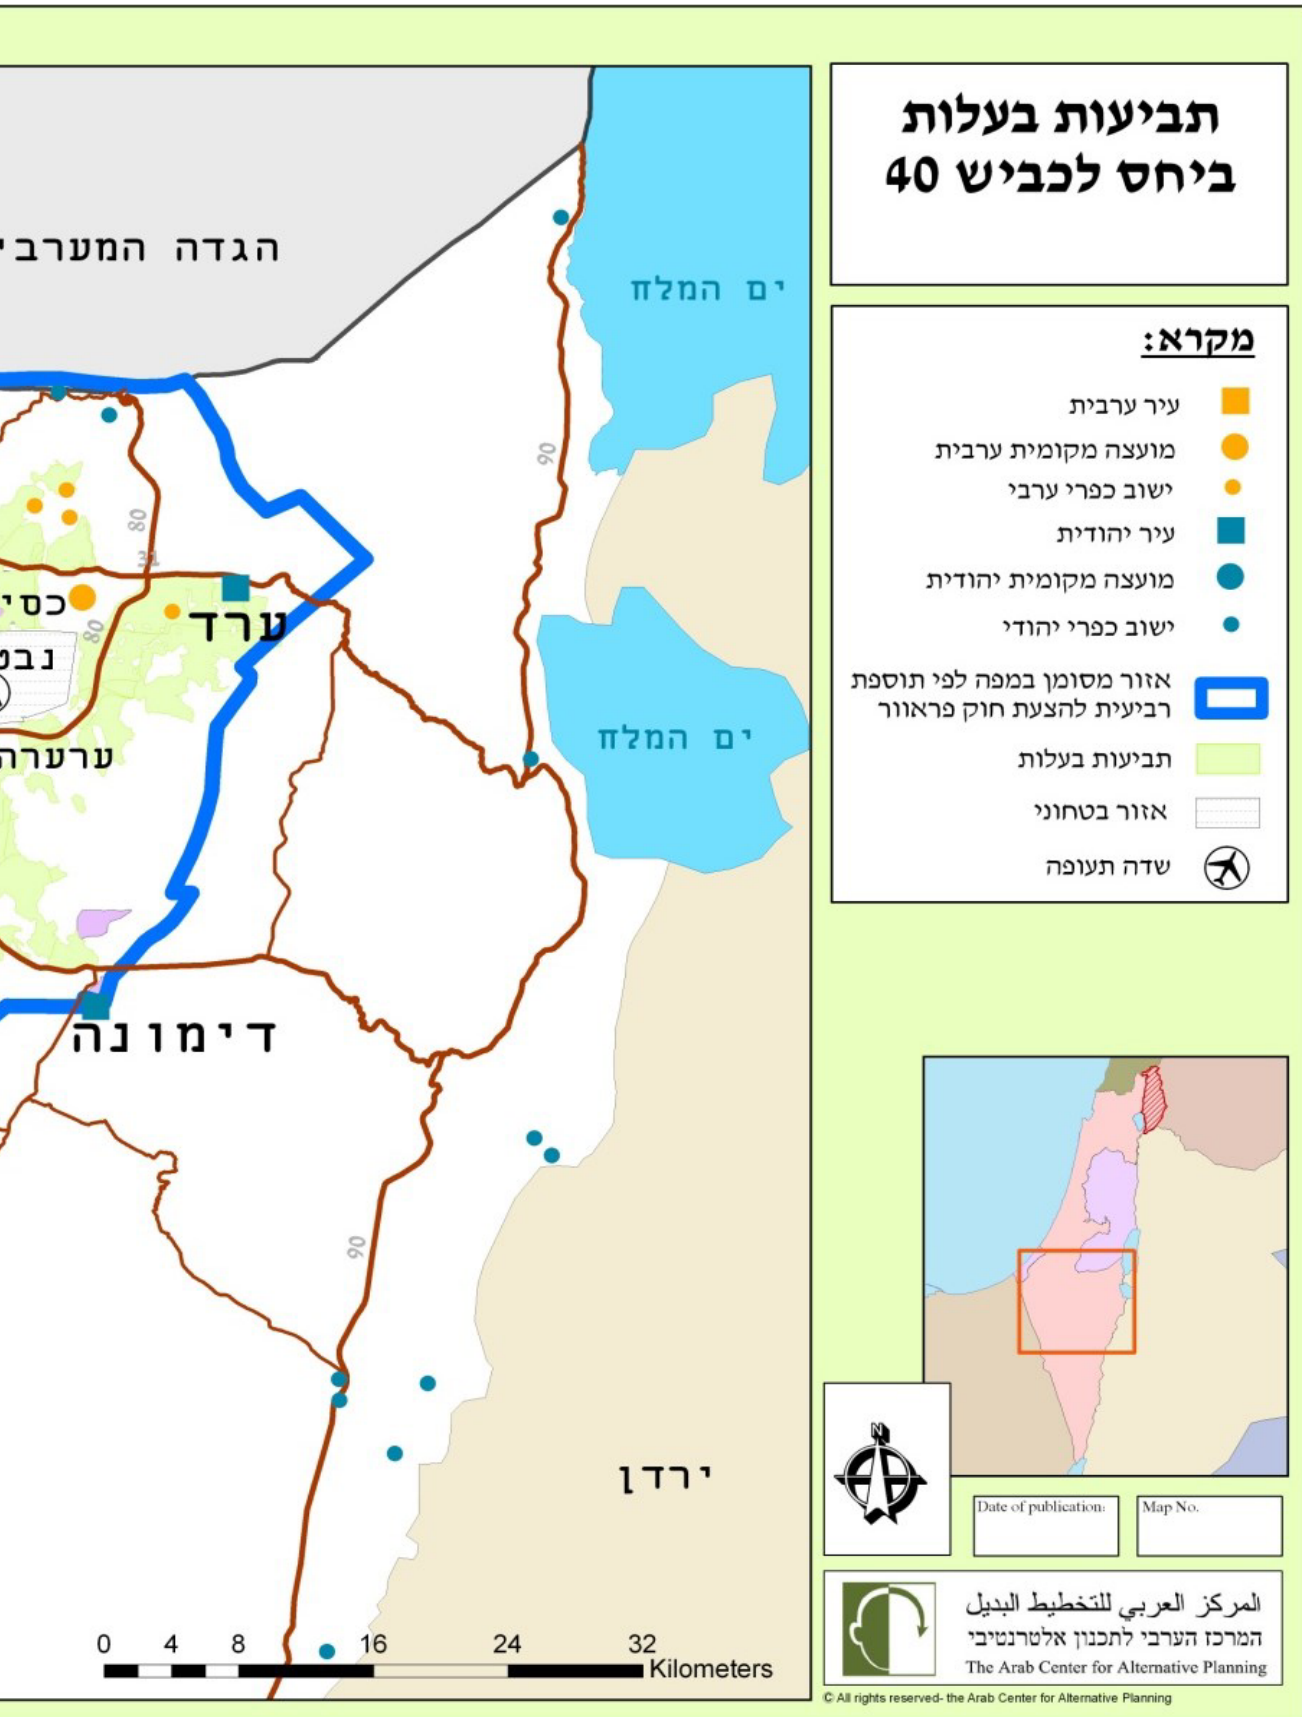 תביעות בעלות
ביחס לכביש 40
מקרא:
עיר ערבית
מועצה מקומית ערבית
ישוב כפרי ערבי
עיר יהודית
מועצה מקומית יהודית
ישוב כפרי יהודי
אזור מסומן במפה לפי תוספת
רביעית להצעת חוק פראוור
תביעות בעלות
אזור בטחוני
שדה תעופה
הגדה המערבי
ים המלח
90
80
31
כסי
ערד
80
נבט
ים המלח
ערערה
דימונה
90
ירדן
0 4 8 16 24 32
Kilometers
N
Date of publication:
Map No.
المركز العربي للتخطيط البديل
המרכז הערבי לתכנון אלטרנטיבי
The Arab Center for Alternative Planning
© All rights reserved- the Arab Center for Alternative Planning